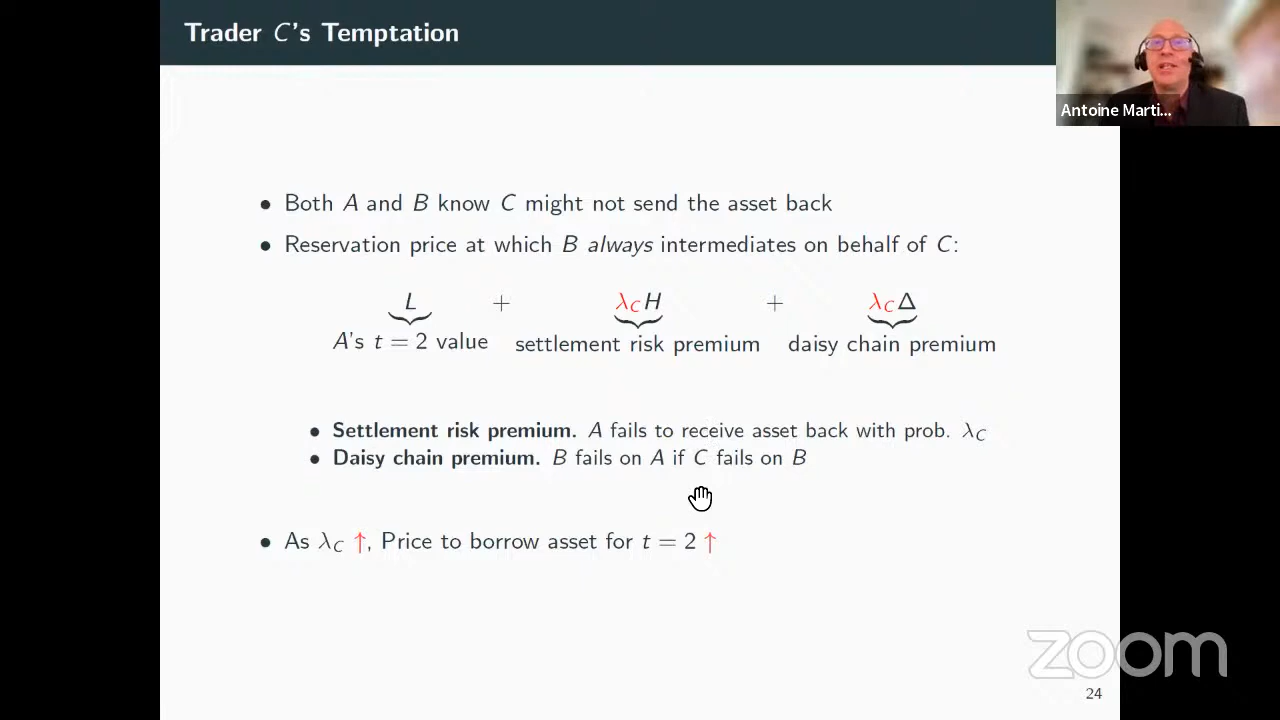 Trader C's Temptation
Antoine Marti...
• Both A and B know C might not send the asset back
• Reservation price at which B always intermediates on behalf of C:
L + λ_C H + λ_C Δ
A's t = 2 value settlement risk premium daisy chain premium
• Settlement risk premium. A fails to receive asset back with prob. λ_C
• Daisy chain premium. B fails on A if C fails on B
• As λ_C ↑, Price to borrow asset for t = 2 ↑
zoom
24